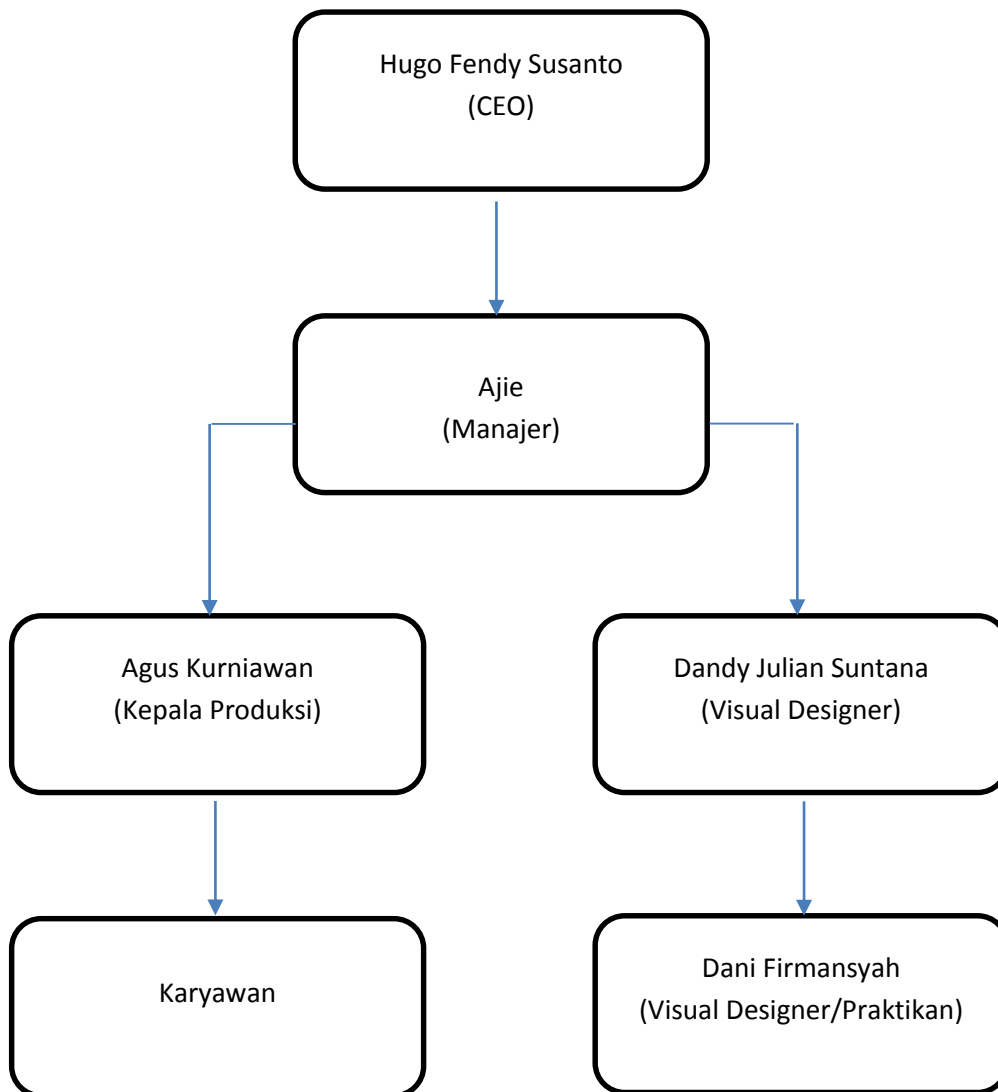 Hugo Fendy Susanto
(CEO)
Ajie
(Manajer)
Agus Kurniawan
(Kepala Produksi)
Dandy Julian Suntana
(Visual Designer)
Karyawan
Dani Firmansyah
(Visual Designer/Praktikan)